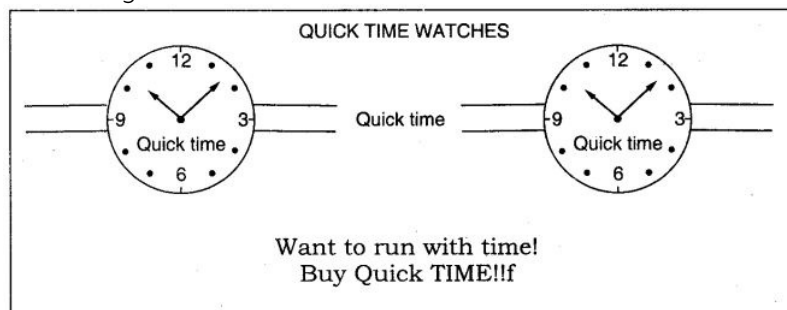 QUICK TIME WATCHES
12
9 3
Quick time
6
Quick time
12
9 3
Quick time
6
Want to run with time!
Buy Quick TIME!!f